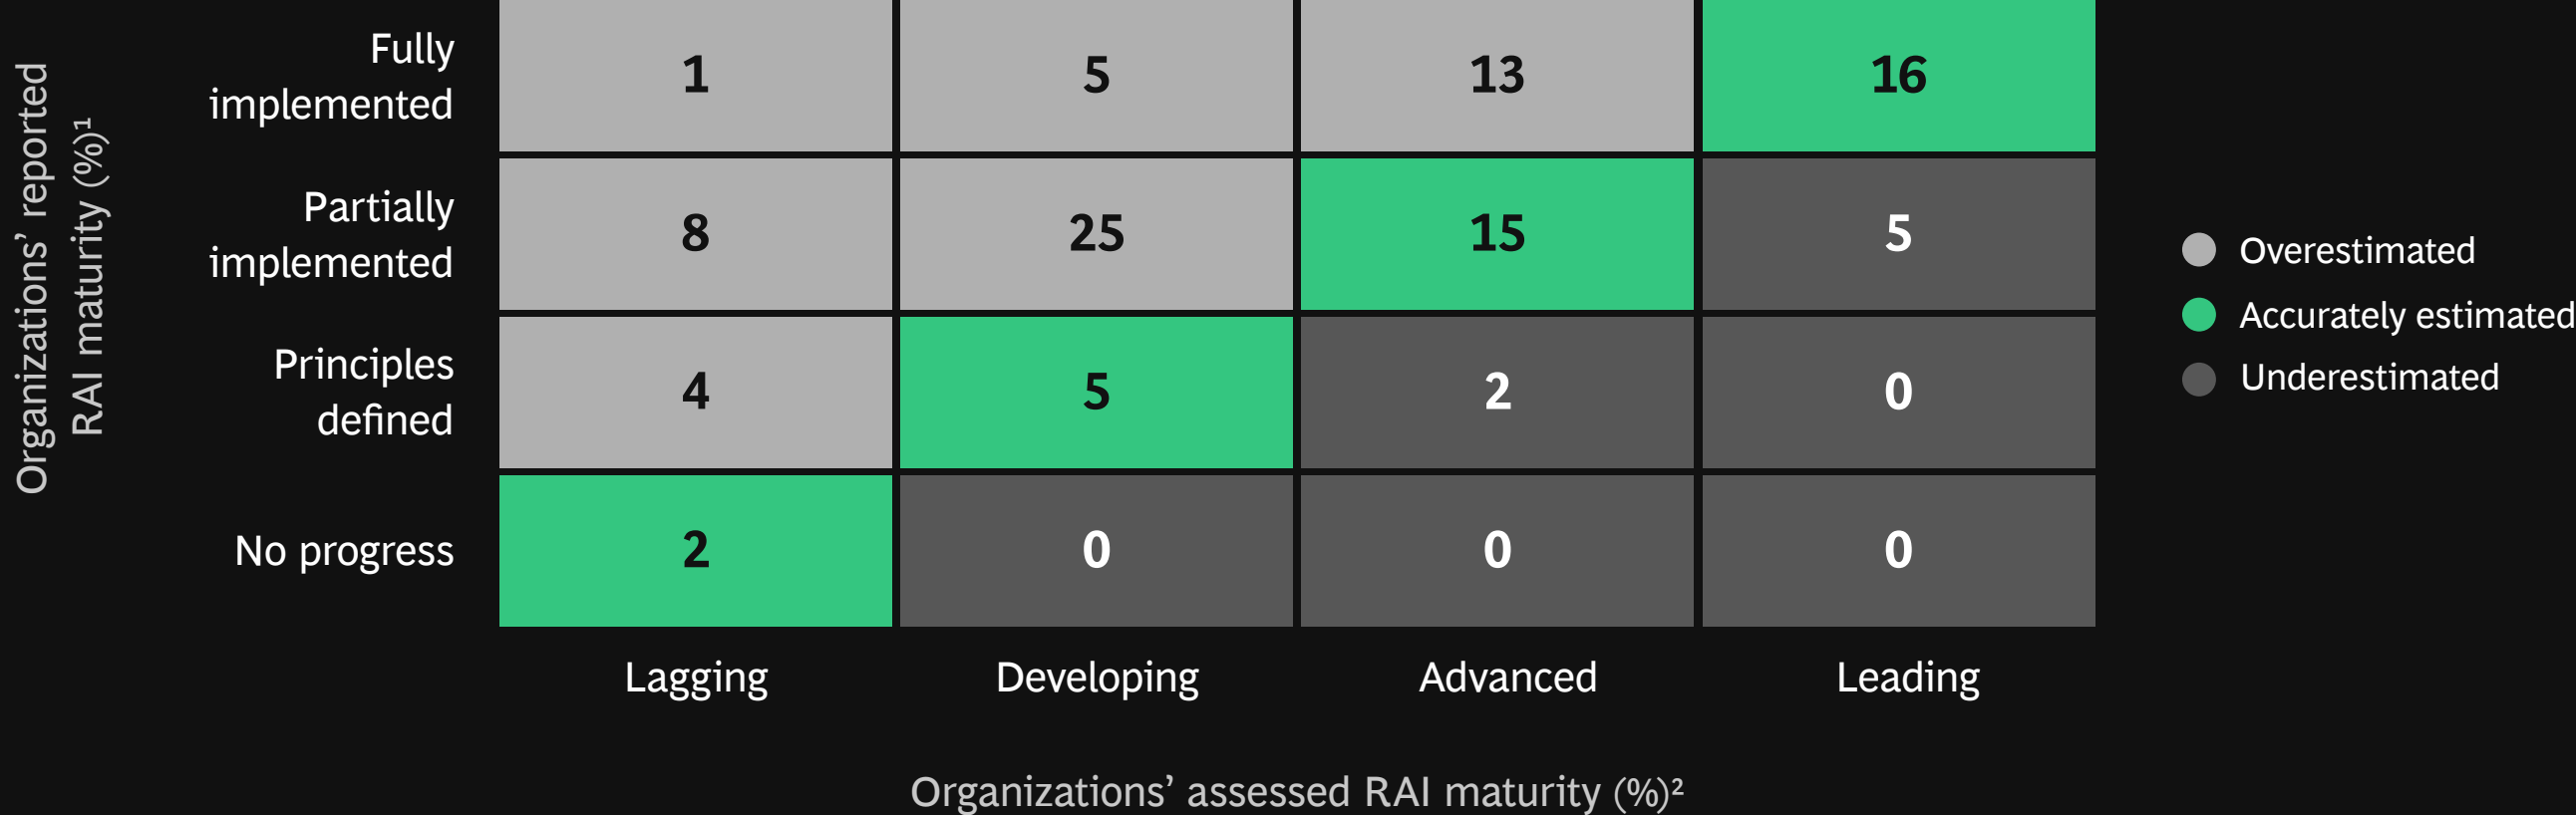 Organizations’ reported
RAI maturity (%)¹
Fully
implemented
1
5
13
16
Partially
implemented
8
25
15
5
Principles
defined
4
5
2
0
No progress
2
0
0
0
Lagging
Developing
Advanced
Leading
Organizations’ assessed RAI maturity (%)²
Overestimated
Accurately estimated
Underestimated